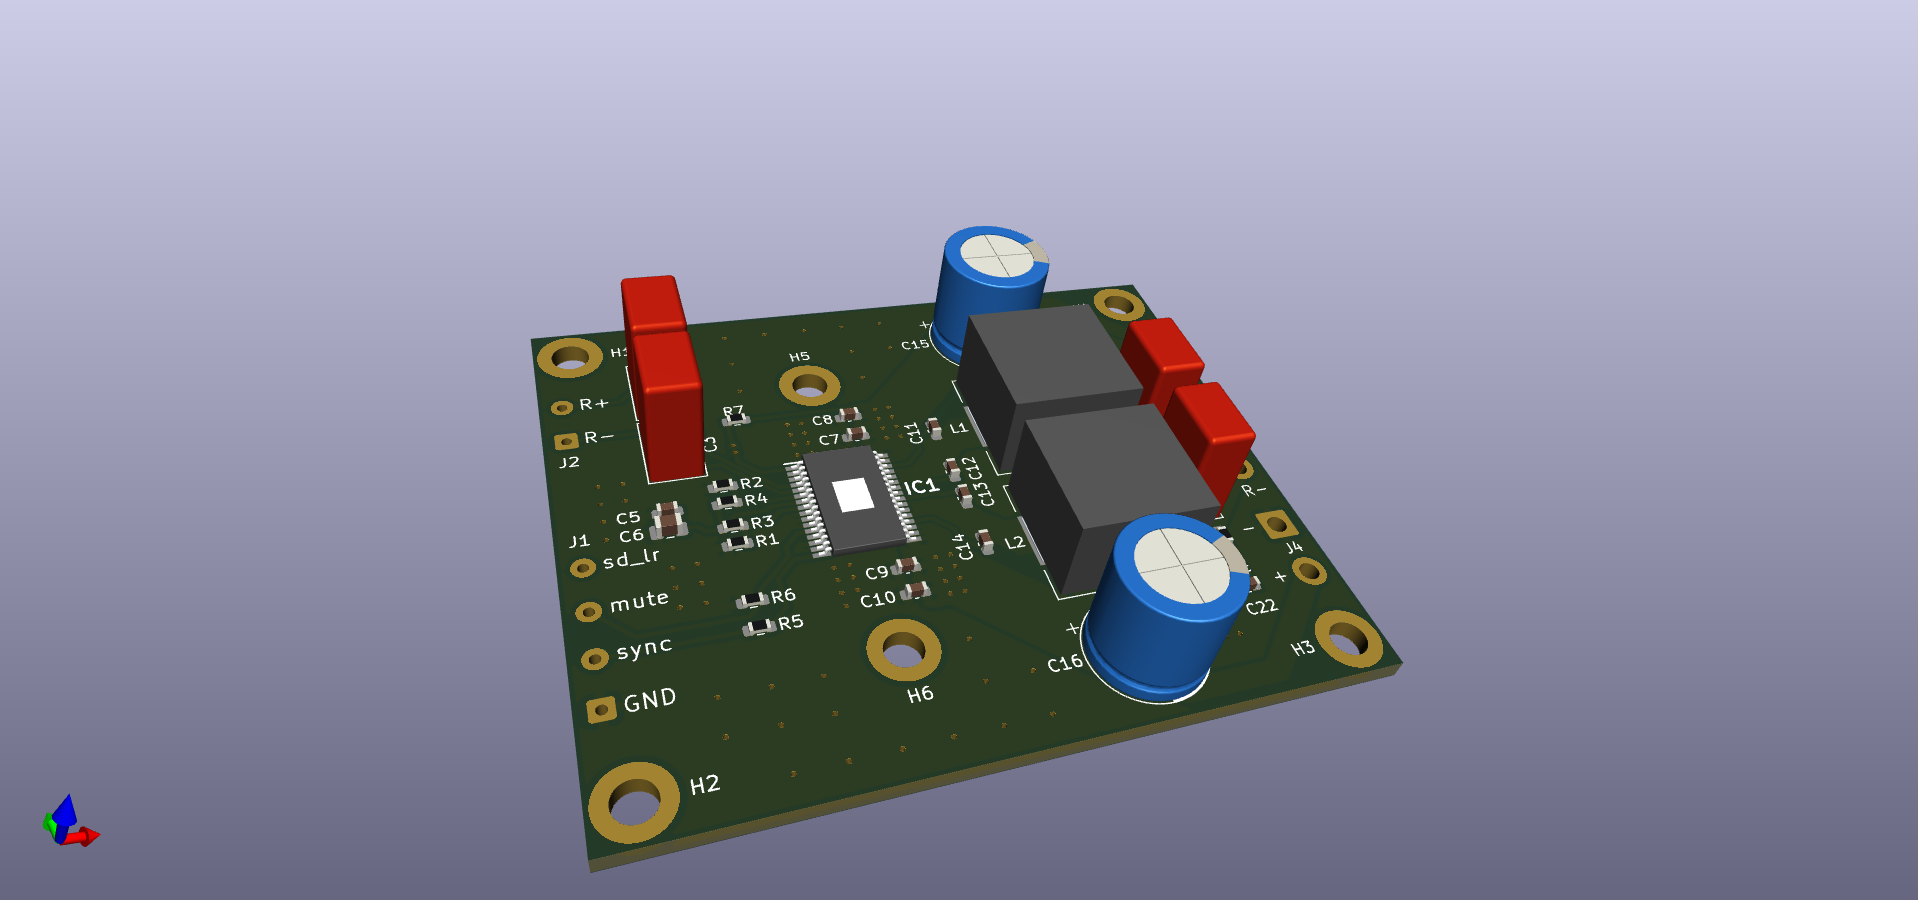 H1
R+
R-
J2
H5
R7
C8
C7
C11
L1
C15
+
C12
C13
IC1
R2
R4
R3
R1
C5
C6
J1
sd_lr
mute
sync
GND
H2
R6
R5
C9
C10
C14
L2
H6
+
C16
R-
-
J4
+
C22
H3